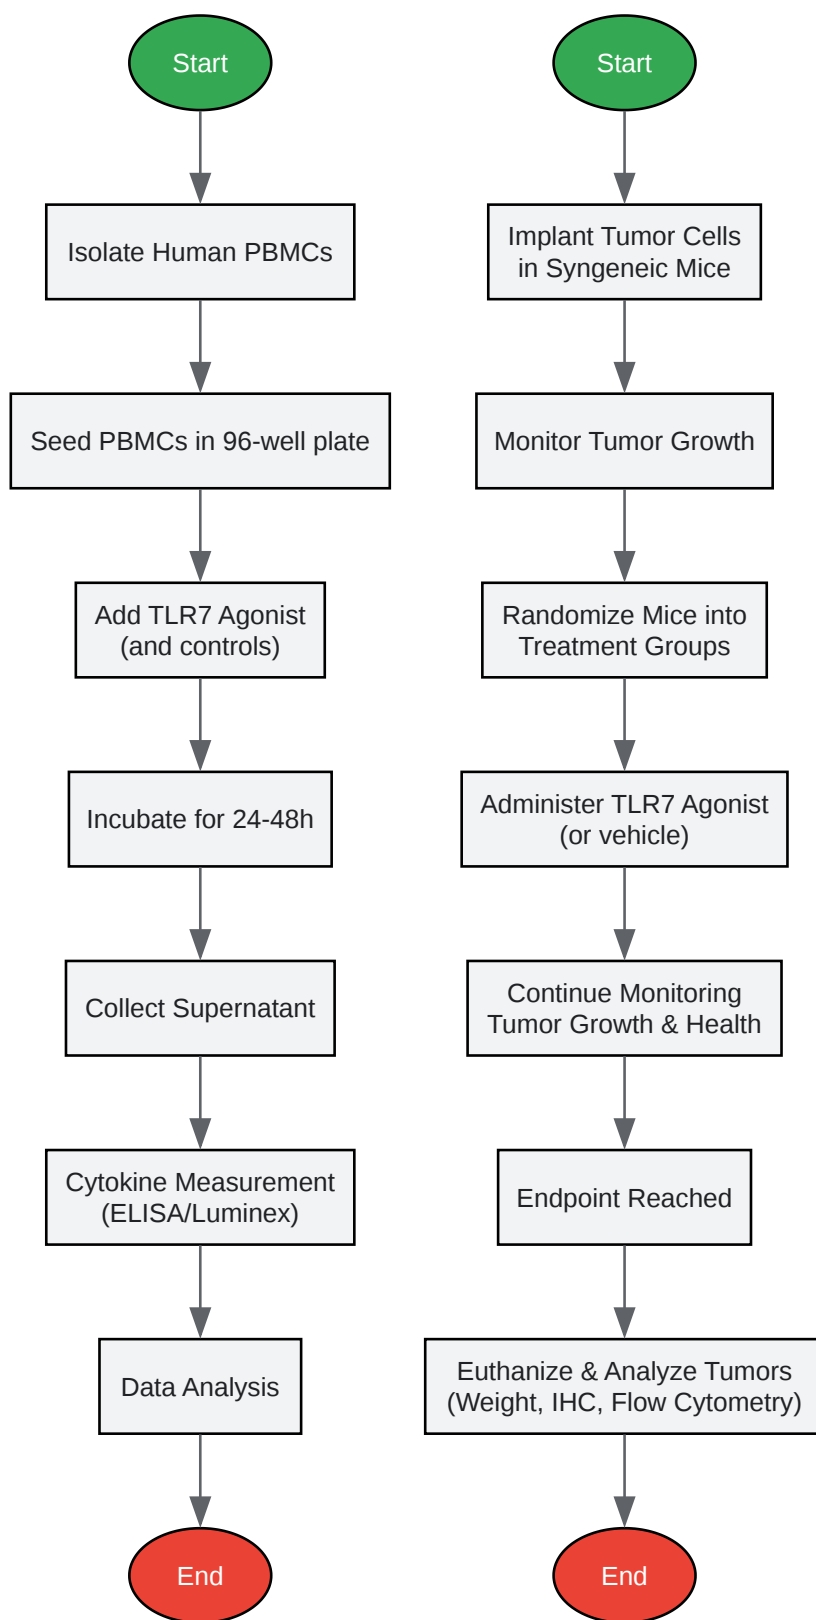 Start
Isolate Human PBMCs
Seed PBMCs in 96-well plate
Add TLR7 Agonist
(and controls)
Incubate for 24-48h
Collect Supernatant
Cytokine Measurement
(ELISA/Luminex)
Data Analysis
End
Start
Implant Tumor Cells
in Syngeneic Mice
Monitor Tumor Growth
Randomize Mice into
Treatment Groups
Administer TLR7 Agonist
(or vehicle)
Continue Monitoring
Tumor Growth & Health
Endpoint Reached
Euthanize & Analyze Tumors
(Weight, IHC, Flow Cytometry)
End